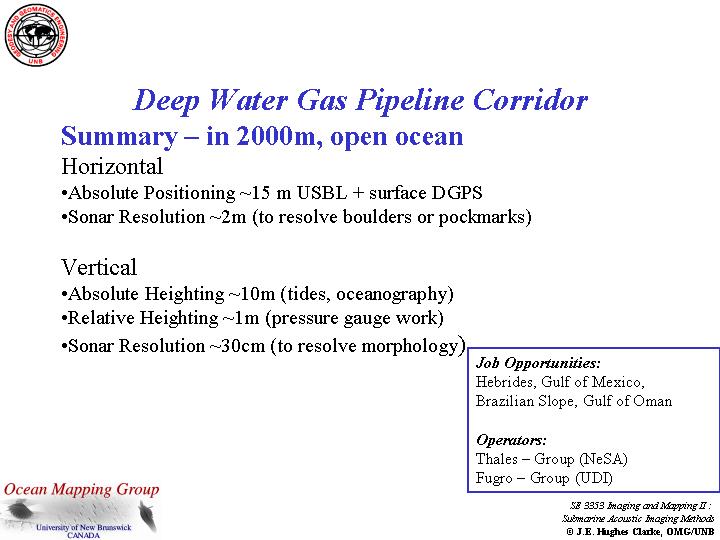 GEODESY AND GEOMATICS ENGINEERING
UNB
Deep Water Gas Pipeline Corridor
Summary – in 2000m, open ocean
Horizontal
•Absolute Positioning ~15 m USBL + surface DGPS
•Sonar Resolution ~2m (to resolve boulders or pockmarks)
Vertical
•Absolute Heighting ~10m (tides, oceanography)
•Relative Heighting ~1m (pressure gauge work)
•Sonar Resolution ~30cm (to resolve morphology)
Job Opportunities:
Hebrides, Gulf of Mexico,
Brazilian Slope, Gulf of Oman
Operators:
Thales – Group (NeSA)
Fugro – Group (UDI)
Ocean Mapping Group
University of New Brunswick
CANADA
SE 3353 Imaging and Mapping II :
Submarine Acoustic Imaging Methods
© J.E. Hughes Clarke, OMG/UNB